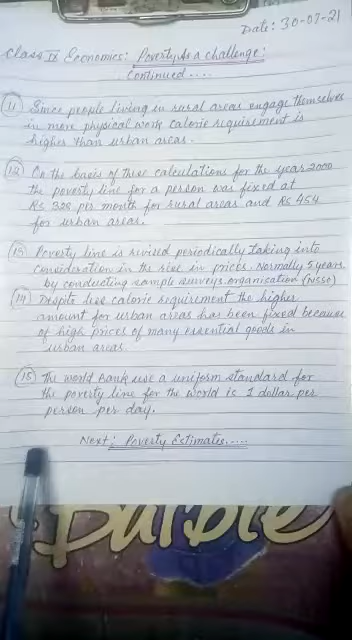 Date: 30-07-21
Class IX Economics: Poverty As a challenge:
Continued....
(11) Since people living in rural areas engage themselves
in more physical work calorie requirement is
higher than urban areas.
(12) On the basis of these calculations for the year 2000
the poverty line for a person was fixed at
RS 328 per month for rural areas and RS 454
for urban areas.
(13) Poverty line is revised periodically taking into
consideration in the rise in prices. Normally 5 years
by conducting sample surveys organisation (NSSO)
(14) Despite less calorie requirement the higher
amount for urban areas has been fixed because
of high prices of many essential goods in
urban areas
(15) The world Bank use a uniform standard for
the poverty line for the world is 1 dollar per
person per day.
Next: Poverty Estimates.....
Barbie